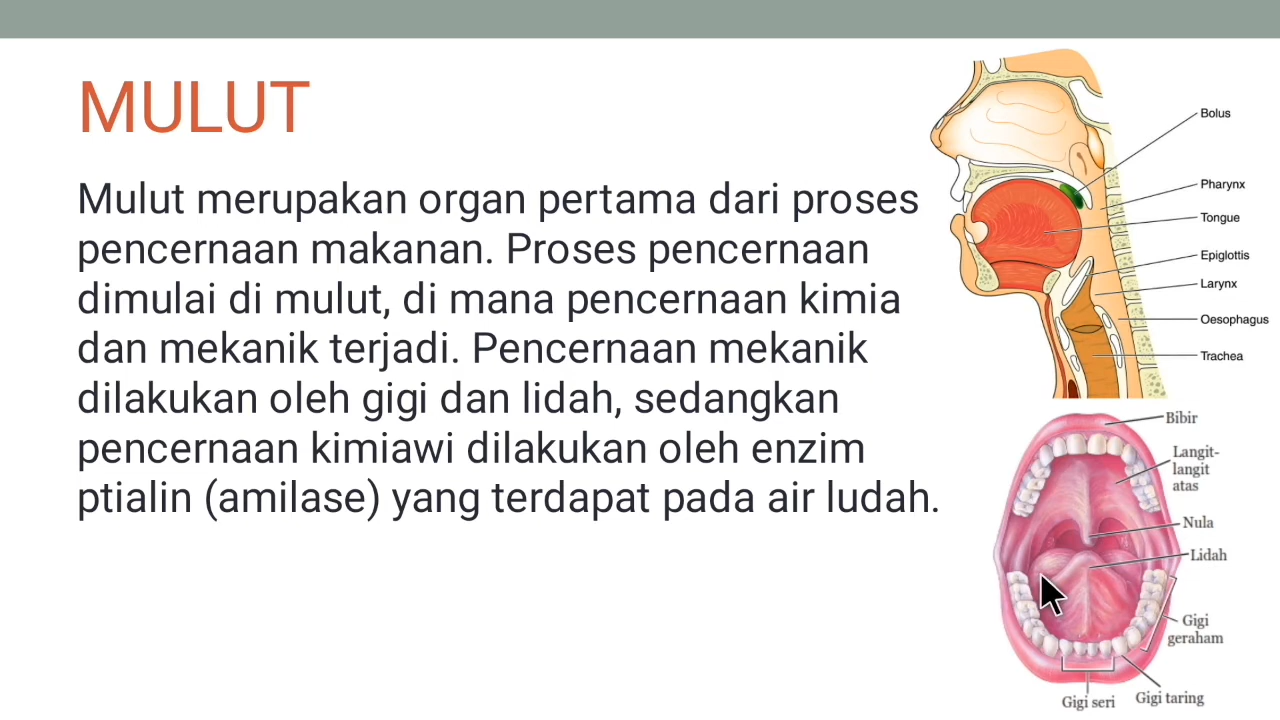 MULUT
Mulut merupakan organ pertama dari proses
pencernaan makanan. Proses pencernaan
dimulai di mulut, di mana pencernaan kimia
dan mekanik terjadi. Pencernaan mekanik
dilakukan oleh gigi dan lidah, sedangkan
pencernaan kimiawi dilakukan oleh enzim
ptialin (amilase) yang terdapat pada air ludah.
Bolus
Pharynx
Tongue
Epiglottis
Larynx
Oesophagus
Trachea
Bibir
Langit-
langit
atas
Nula
Lidah
Gigi
geraham
Gigi taring
Gigi seri